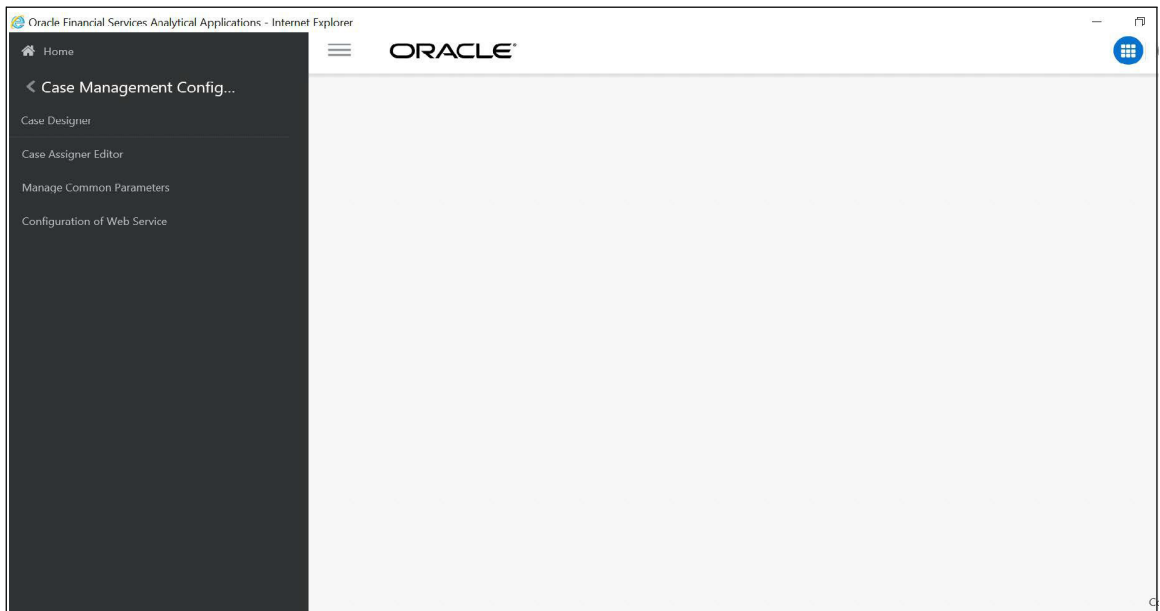 Oracle Financial Services Analytical Applications - Internet Explorer
Home
ORACLE®
< Case Management Config...
Case Designer
Case Assigner Editor
Manage Common Parameters
Configuration of Web Service